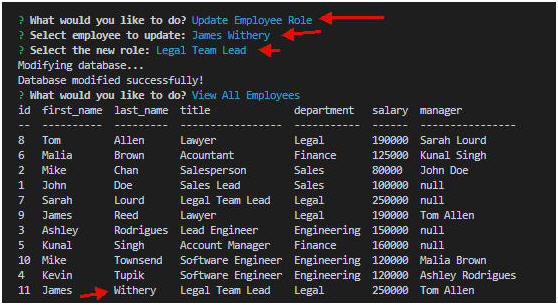 ? What would you like to do? Update Employee Role
? Select employee to update: James Withery
? Select the new role: Legal Team Lead
Modifying database...
Database modified successfully!
? What would you like to do? View All Employees
id  first_name  last_name  title              department   salary  manager
--  ----------  ---------  -----------------  -----------  ------  ----------------
8   Tom         Allen      Lawyer             Legal        190000  Sarah Lourd
6   Malia       Brown      Acountant          Finance      125000  Kunal Singh
2   Mike        Chan       Salesperson        Sales        80000   John Doe
1   John        Doe        Sales Lead         Sales        100000  null
7   Sarah       Lourd      Legal Team Lead    Legal        250000  null
9   James       Reed       Lawyer             Legal        190000  Tom Allen
3   Ashley      Rodrigues  Lead Engineer      Engineering  150000  null
5   Kunal       Singh      Account Manager    Finance      160000  null
10  Mike        Townsend   Software Engineer  Engineering  120000  Malia Brown
4   Kevin       Tupik      Software Engineer  Engineering  120000  Ashley Rodrigues
11  James       Withery    Legal Team Lead    Legal        250000  Tom Allen